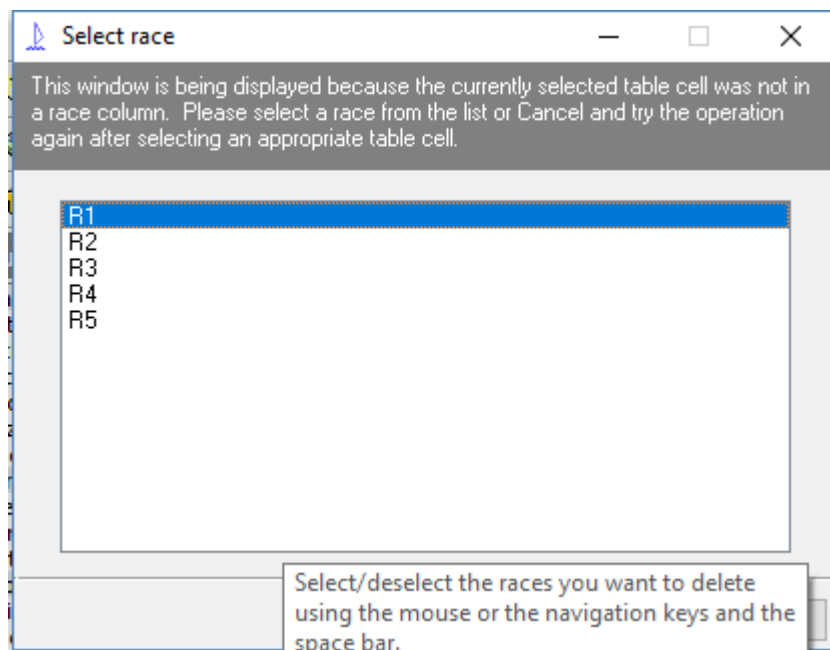 Select race
This window is being displayed because the currently selected table cell was not in
a race column.  Please select a race from the list or Cancel and try the operation
again after selecting an appropriate table cell.
R1
R2
R3
R4
R5
Select/deselect the races you want to delete
using the mouse or the navigation keys and the
space bar.